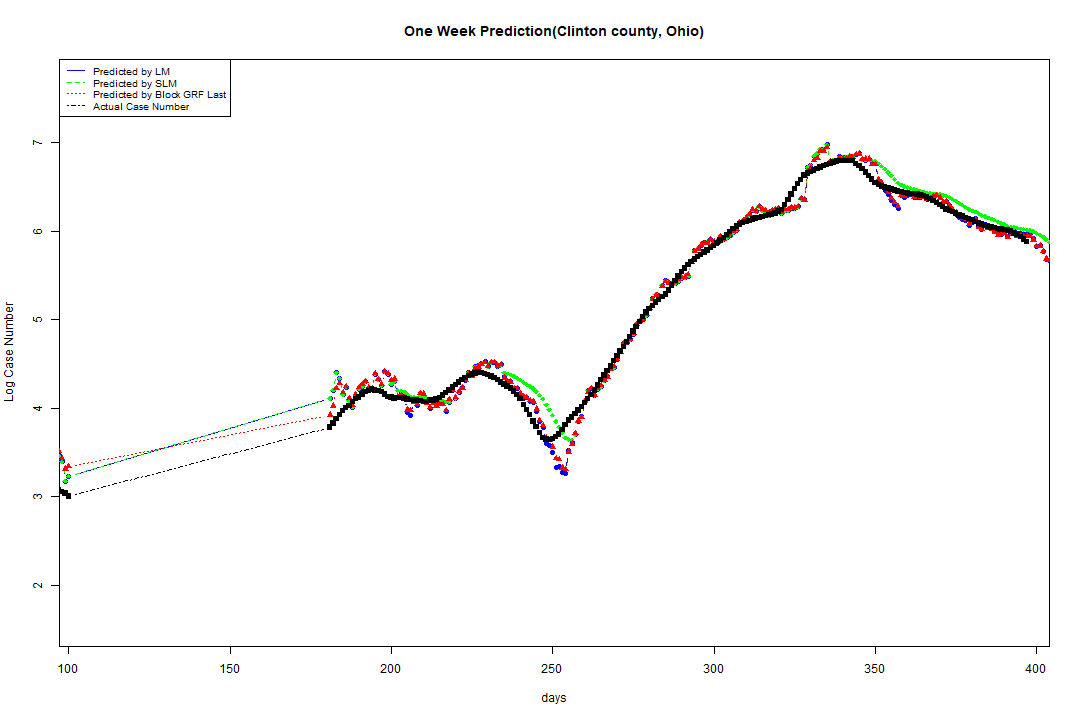 One Week Prediction(Clinton county, Ohio)
Predicted by LM
Predicted by SLM
Predicted by Block GRF Last
Actual Case Number
Log Case Number
7
6
5
4
3
2
100 150 200 250 300 350 400
days